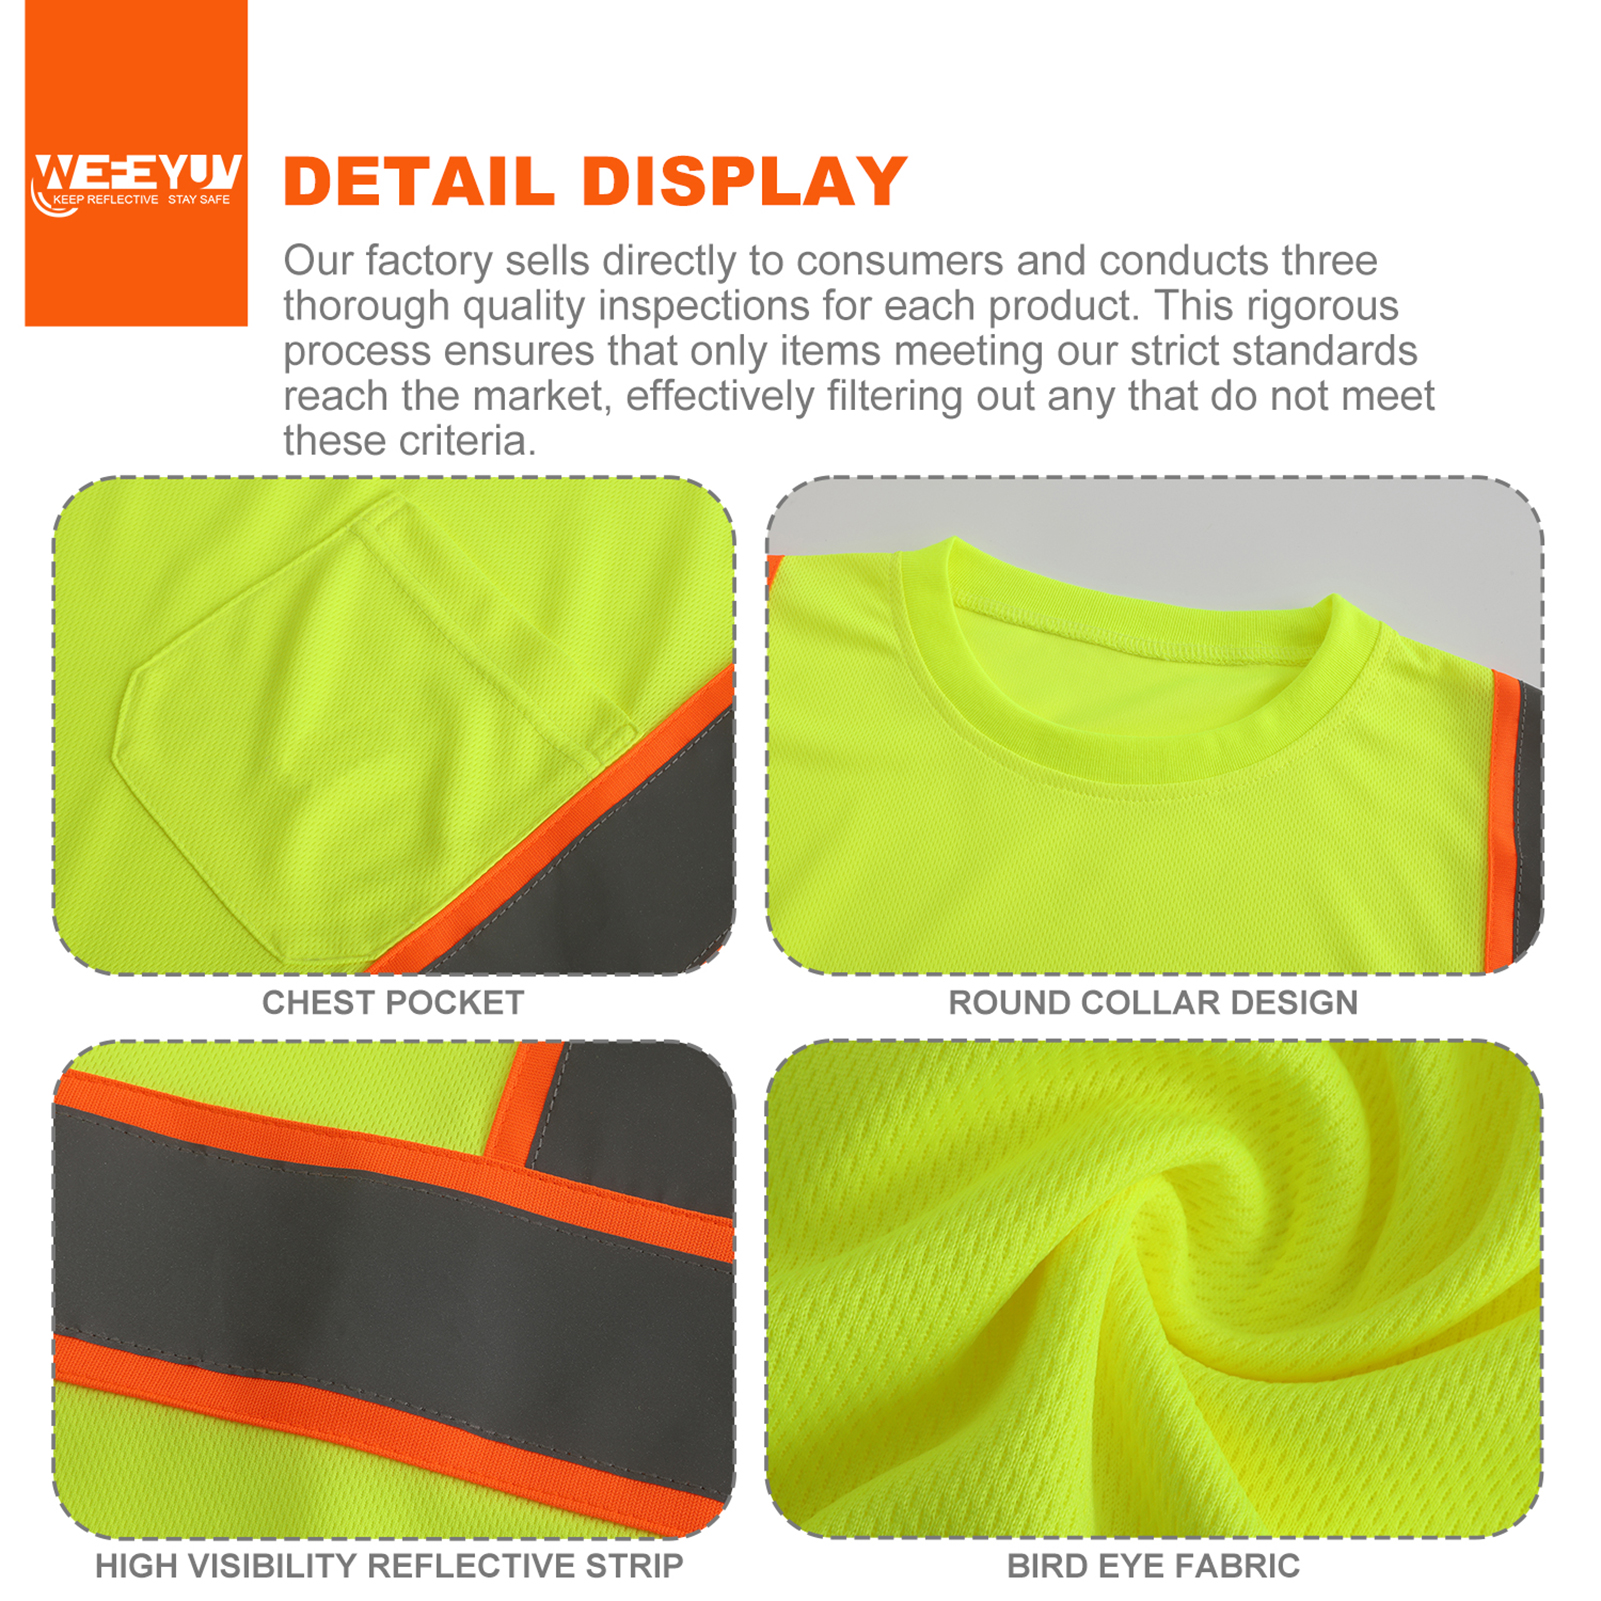 WEFEYUV
KEEP REFLECTIVE STAY SAFE
DETAIL DISPLAY
Our factory sells directly to consumers and conducts three
thorough quality inspections for each product. This rigorous
process ensures that only items meeting our strict standards
reach the market, effectively filtering out any that do not meet
these criteria.
CHEST POCKET
ROUND COLLAR DESIGN
HIGH VISIBILITY REFLECTIVE STRIP
BIRD EYE FABRIC